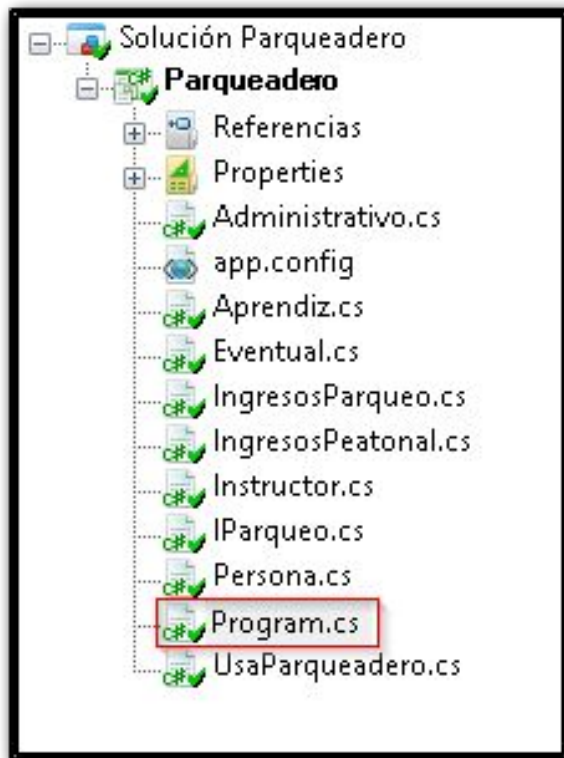 Solución Parqueadero
Parqueadero
Referencias
Properties
Administrativo.cs
app.config
Aprendiz.cs
Eventual.cs
IngresosParqueo.cs
IngresosPeatonal.cs
Instructor.cs
IParqueo.cs
Persona.cs
Program.cs
UsaParqueadero.cs